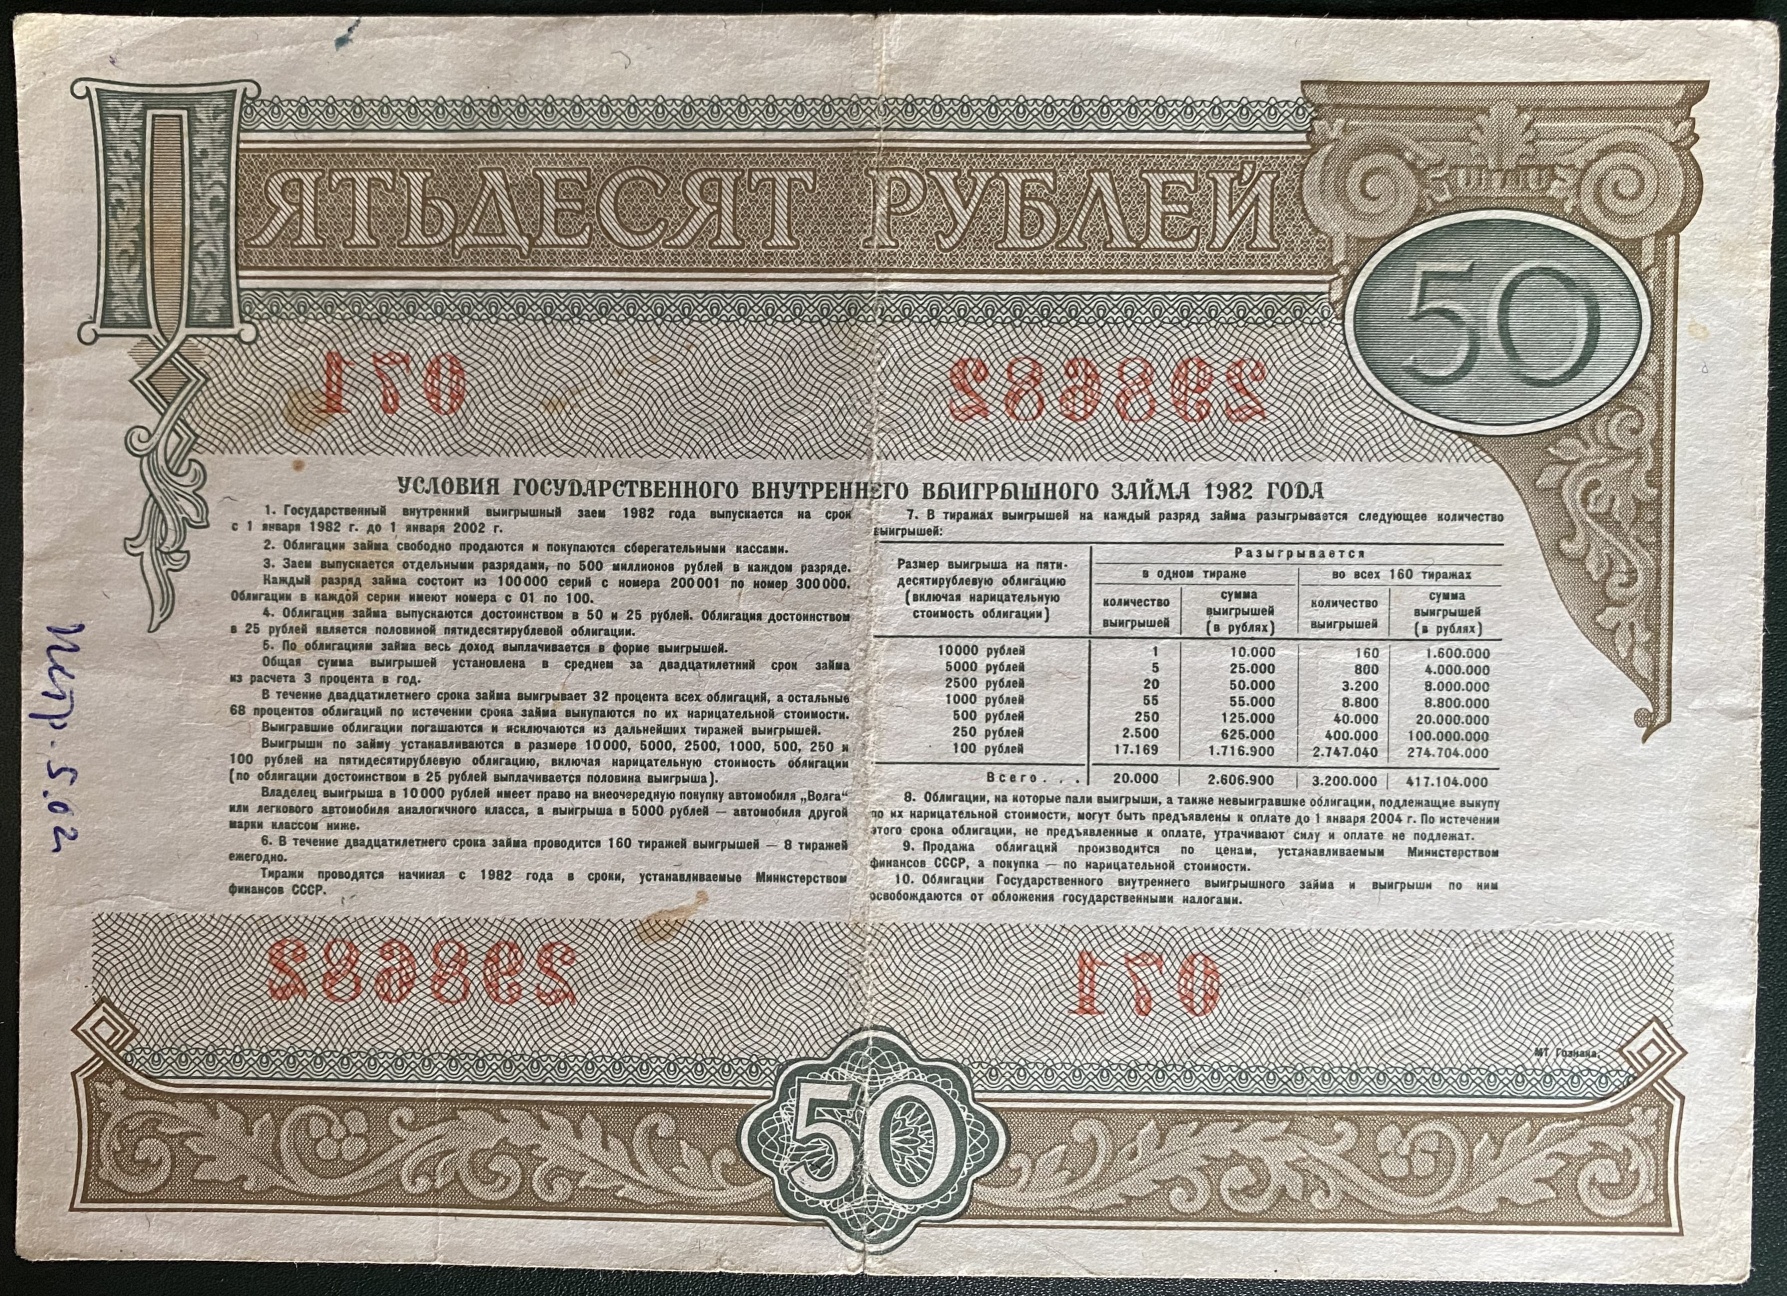 ПЯТЬДЕСЯТ РУБЛЕЙ
50
071 298682
УСЛОВИЯ ГОСУДАРСТВЕННОГО ВНУТРЕННЕГО ВЫИГРЫШНОГО ЗАЙМА 1982 ГОДА
1. Государственный внутренний выигрышный заем 1982 года выпускается на срок
с 1 января 1982 г. до 1 января 2002 г.
2. Облигации займа свободно продаются и покупаются сберегательными кассами.
3. Заем выпускается отдельными разрядами, по 500 миллионов рублей в каждом разряде.
Каждый разряд займа состоит из 100000 серий с номера 200001 по номер 300000.
Облигации в каждой серии имеют номера с 01 по 100.
4. Облигации займа выпускаются достоинством в 50 и 25 рублей. Облигация достоинством
в 25 рублей является половиной пятидесятирублевой облигации.
5. По облигациям займа весь доход выплачивается в форме выигрышей.
Общая сумма выигрышей установлена в среднем за двадцатилетний срок займа
из расчета 3 процента в год.
В течение двадцатилетнего срока займа выигрывает 32 процента всех облигаций, а остальные
68 процентов облигаций по истечении срока займа выкупаются по их нарицательной стоимости.
Выигравшие облигации погашаются и исключаются из дальнейших тиражей выигрышей.
Выигрыши по займу устанавливаются в размере 10000, 5000, 2500, 1000, 500, 250 и
100 рублей на пятидесятирублевую облигацию, включая нарицательную стоимость облигации
(по облигации достоинством в 25 рублей выплачивается половина выигрыша).
Владелец выигрыша в 10000 рублей имеет право на внеочередную покупку автомобиля „Волга“
или легкового автомобиля аналогичного класса, а выигрыша в 5000 рублей — автомобиля другой
марки классом ниже.
6. В течение двадцатилетнего срока займа проводится 160 тиражей выигрышей — 8 тиражей
ежегодно.
Тиражи проводятся начиная с 1982 года в сроки, устанавливаемые Министерством
финансов СССР.
7. В тиражах выигрышей на каждый разряд займа разыгрывается следующее количество
выигрышей:
Размер выигрыша на пяти-
десятирублевую облигацию
(включая нарицательную
стоимость облигации)
Разыгрывается
в одном тираже во всех 160 тиражах
количество выигрышей сумма выигрышей (в рублях) количество выигрышей сумма выигрышей (в рублях)
10000 рублей 1 10.000 160 1.600.000
5000 рублей 5 25.000 800 4.000.000
2500 рублей 20 50.000 3.200 8.000.000
1000 рублей 55 55.000 8.800 8.800.000
500 рублей 250 125.000 40.000 20.000.000
250 рублей 2.500 625.000 400.000 100.000.000
100 рублей 17.169 1.716.900 2.747.040 274.704.000
Всего... 20.000 2.606.900 3.200.000 417.104.000
8. Облигации, на которые пали выигрыши, а также невыигравшие облигации, подлежащие выкупу
по их нарицательной стоимости, могут быть предъявлены к оплате до 1 января 2004 г. По истечении
этого срока облигации, не предъявленные к оплате, утрачивают силу и оплате не подлежат.
9. Продажа облигаций производится по ценам, устанавливаемым Министерством
финансов СССР, а покупка — по нарицательной стоимости.
10. Облигации Государственного внутреннего выигрышного займа и выигрыши по ним
освобождаются от обложения государственными налогами.
298682 071
МТ Гознака.
50
5.02